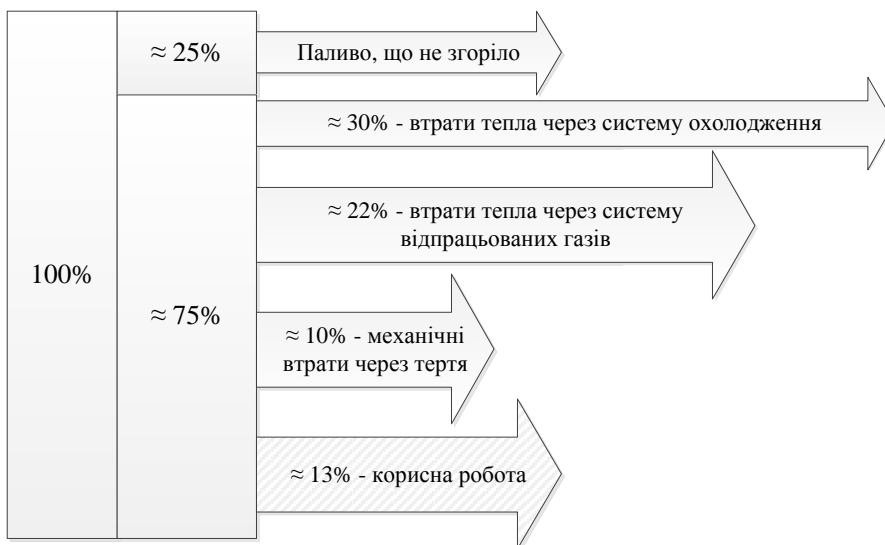 100%
≈ 25%
≈ 75%
Паливо, що не згоріло
≈ 30% - втрати тепла через систему охолодження
≈ 22% - втрати тепла через систему
відпрацьованих газів
≈ 10% - механічні
втрати через тертя
≈ 13% - корисна робота